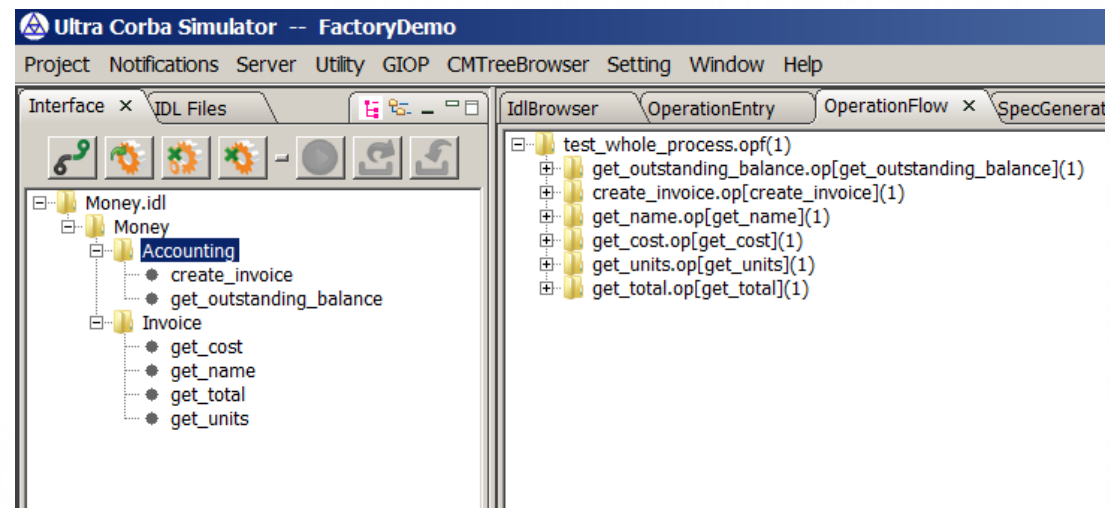 Ultra Corba Simulator -- FactoryDemo
Project Notifications Server Utility GIOP CMTreeBrowser Setting Window Help
Interface IDL Files
IdlBrowser OperationEntry OperationFlow SpecGenerat
Money.idl
Money
Accounting
create_invoice
get_outstanding_balance
Invoice
get_cost
get_name
get_total
get_units
test_whole_process.opf(1)
get_outstanding_balance.op[get_outstanding_balance](1)
create_invoice.op[create_invoice](1)
get_name.op[get_name](1)
get_cost.op[get_cost](1)
get_units.op[get_units](1)
get_total.op[get_total](1)